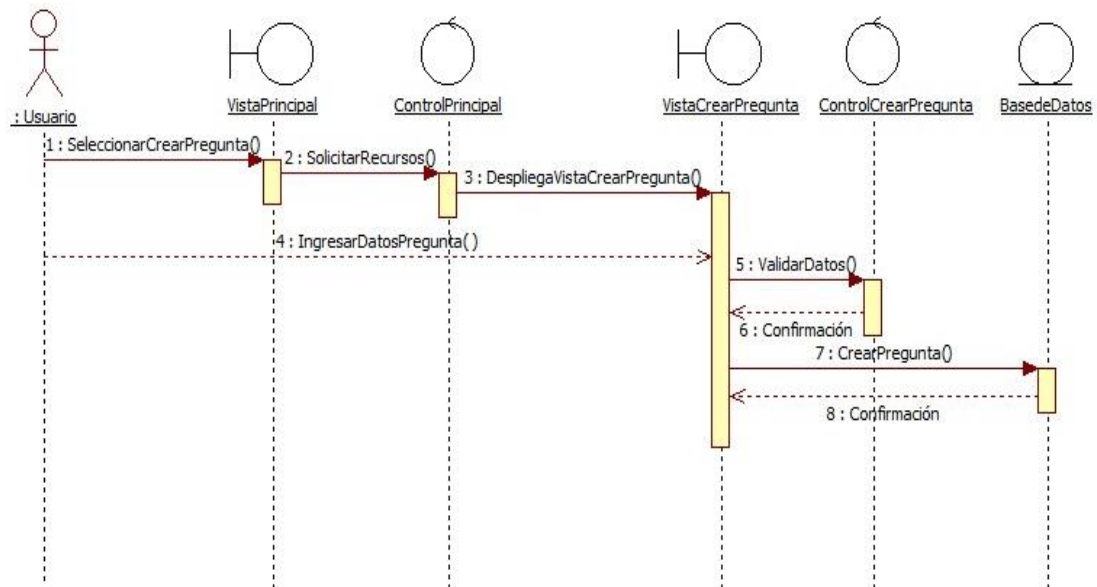 : Usuario
VistaPrincipal
ControlPrincipal
VistaCrearPregunta
ControlCrearPregunta
BasedeDatos
1 : SeleccionarCrearPregunta()
2 : SolicitarRecursos()
3 : DespliegaVistaCrearPregunta()
4 : IngresarDatosPregunta( )
5 : ValidarDatos()
6 : Confirmación
7 : CrearPregunta()
8 : Confirmación